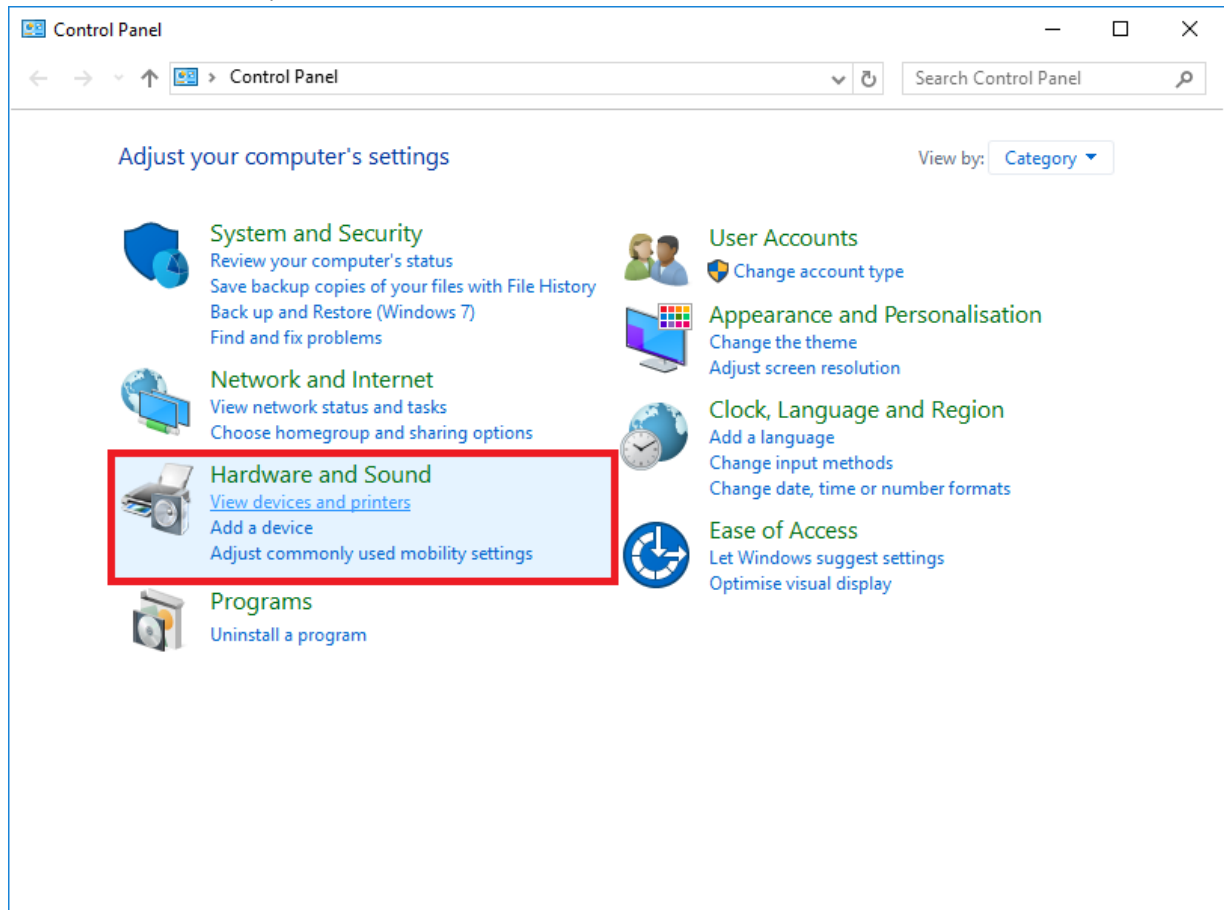 Control Panel
Control Panel
Search Control Panel
Adjust your computer's settings
View by: Category
System and Security
Review your computer's status
Save backup copies of your files with File History
Back up and Restore (Windows 7)
Find and fix problems
Network and Internet
View network status and tasks
Choose homegroup and sharing options
Hardware and Sound
View devices and printers
Add a device
Adjust commonly used mobility settings
Programs
Uninstall a program
User Accounts
Change account type
Appearance and Personalisation
Change the theme
Adjust screen resolution
Clock, Language and Region
Add a language
Change input methods
Change date, time or number formats
Ease of Access
Let Windows suggest settings
Optimise visual display